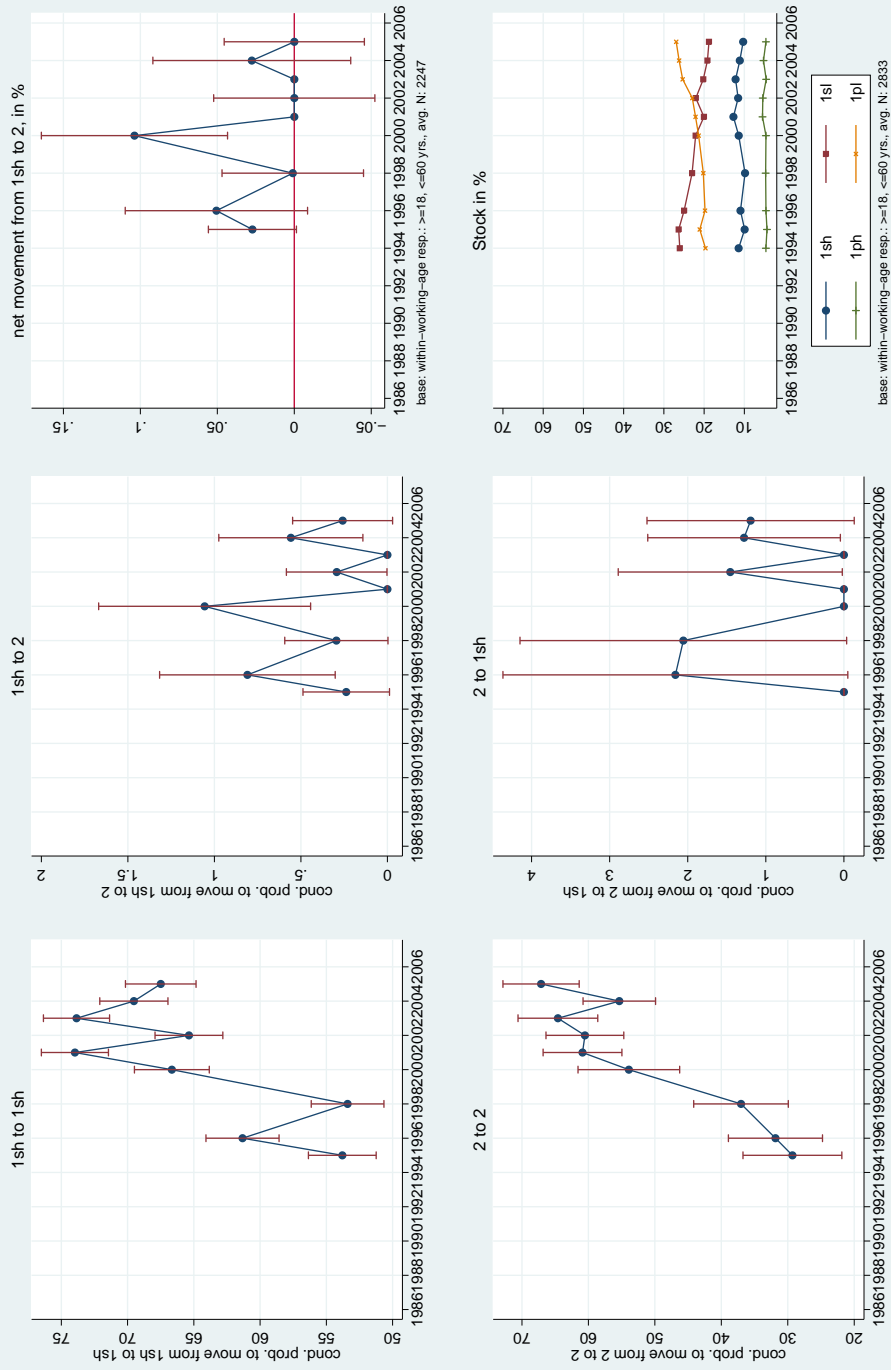 1sh to 1sh
cond. prob. to move from 1sh to 1sh
75
70
65
60
55
50
19861988199019921994199619982000200220042006
1sh to 2
cond. prob. to move from 1sh to 2
2
1.5
1
.5
0
19861988199019921994199619982000200220042006
net movement from 1sh to 2, in %
.15
.1
.05
0
-.05
1986 1988 1990 1992 1994 1996 1998 2000 2002 2004 2006
base: within-working-age resp.: >=18, <=60 yrs., avg. N: 2247
2 to 2
cond. prob. to move from 2 to 2
70
60
50
40
30
20
19861988199019921994199619982000200220042006
2 to 1sh
cond. prob. to move from 2 to 1sh
4
3
2
1
0
19861988199019921994199619982000200220042006
Stock in %
70
60
50
40
30
20
10
1986 1988 1990 1992 1994 1996 1998 2000 2002 2004 2006
1sh 1sl
1ph 1pl
base: within-working-age resp.: >=18, <=60 yrs., avg. N: 2833